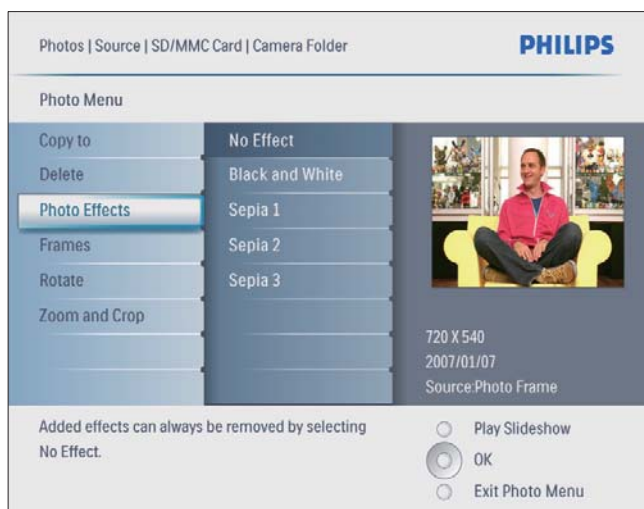 Photos | Source | SD/MMC Card | Camera Folder
PHILIPS
Photo Menu
Copy to
Delete
Photo Effects
Frames
Rotate
Zoom and Crop
No Effect
Black and White
Sepia 1
Sepia 2
Sepia 3
720 X 540
2007/01/07
Source:Photo Frame
Added effects can always be removed by selecting
No Effect.
Play Slideshow
OK
Exit Photo Menu